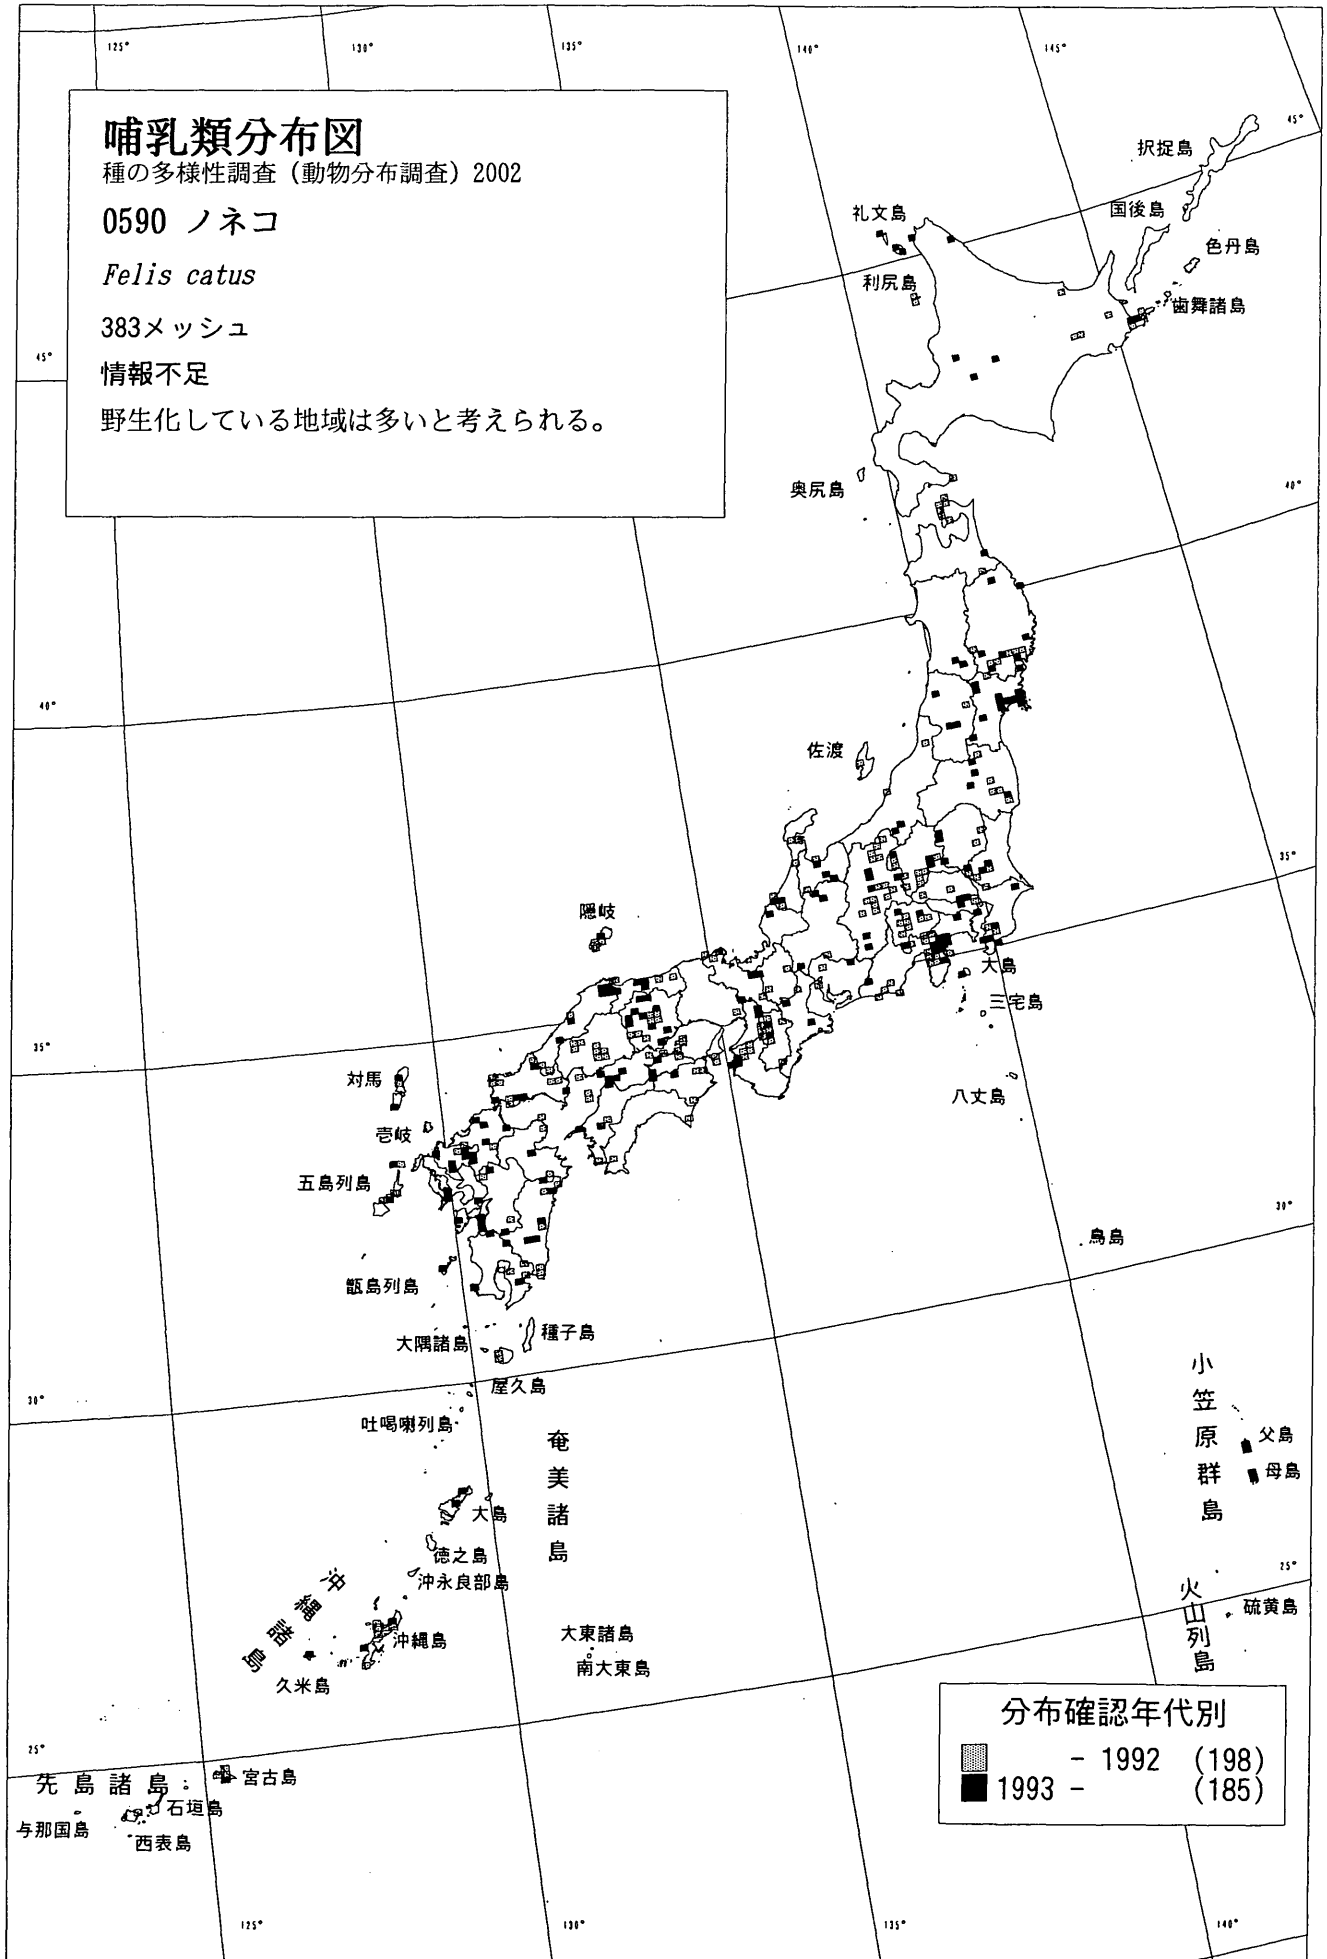 125°
130°
135°
140°
145°
哺乳類分布図
種の多様性調査（動物分布調査）2002
0590 ノネコ
Felis catus
383メッシュ
情報不足
野生化している地域は多いと考えられる。
45°
45°
択捉島
国後島
礼文島
色丹島
利尻島
歯舞諸島
奥尻島
40°
40°
佐渡
35°
隠岐
大島
三宅島
35°
対馬
八丈島
壱岐
五島列島
30°
鳥島
甑島列島
大隅諸島
種子島
屋久島
30°
吐噶喇列島
奄美諸島
小笠原群島
父島
母島
大島
徳之島
沖永良部島
25°
沖縄諸島
火山列島
硫黄島
沖縄島
大東諸島
南大東島
久米島
分布確認年代別
- 1992 (198)
1993 - (185)
25°
先島諸島
宮古島
石垣島
与那国島
西表島
125°
130°
135°
140°